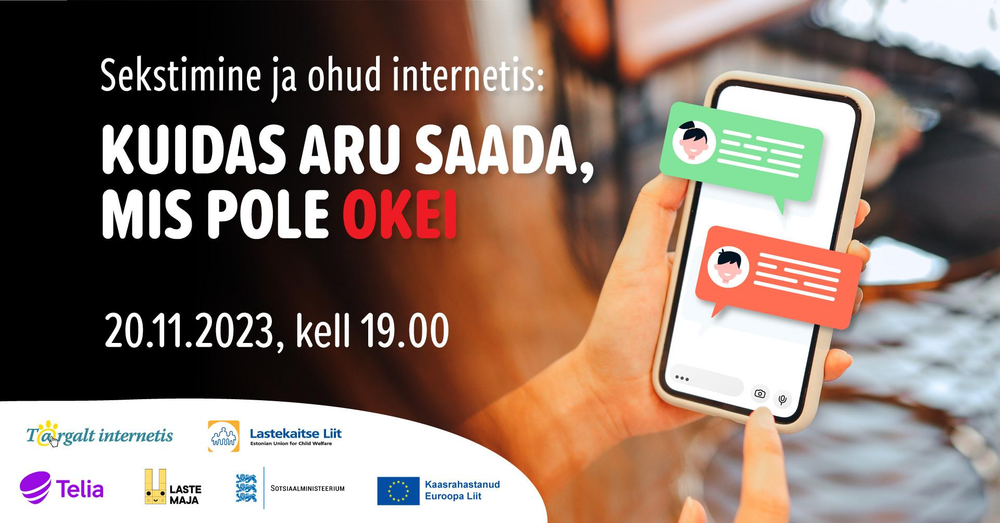 Sekstimine ja ohud internetis:
KUIDAS ARU SAADA,
MIS POLE OKEI
20.11.2023, kell 19.00
Targalt internetis
Lastekaitse Liit
Estonian Union for Child Welfare
Telia
LASTE
MAJA
SOTSIAALMINISTEERIUM
Kaasrahastanud
Euroopa Liit